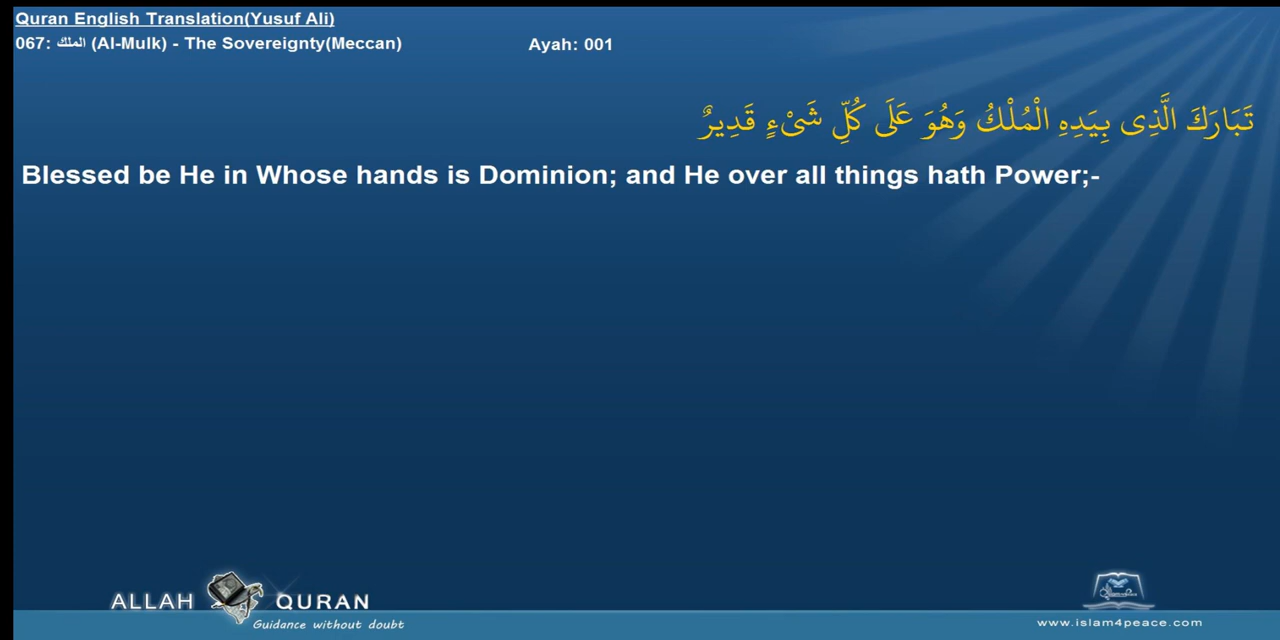 Quran English Translation(Yusuf Ali)
067: الملك (Al-Mulk) - The Sovereignty(Meccan) Ayah: 001
تَبَارَكَ الَّذِى بِيَدِهِ الْمُلْكُ وَهُوَ عَلَى كُلِّ شَىْءٍ قَدِيرٌ
Blessed be He in Whose hands is Dominion; and He over all things hath Power;-
ALLAH QURAN
Guidance without doubt
www.islam4peace.com